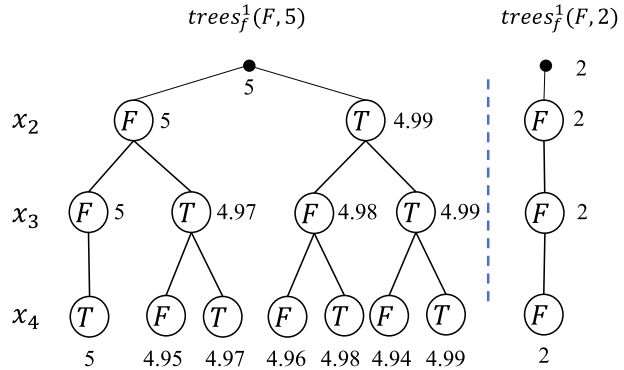 trees_f^1(F, 5) trees_f^1(F, 2)
5 2
x_2 F 5 T 4.99 F 2
x_3 F 5 T 4.97 F 4.98 T 4.99 F 2
x_4 T F T F T F T F
5 4.95 4.97 4.96 4.98 4.94 4.99 2